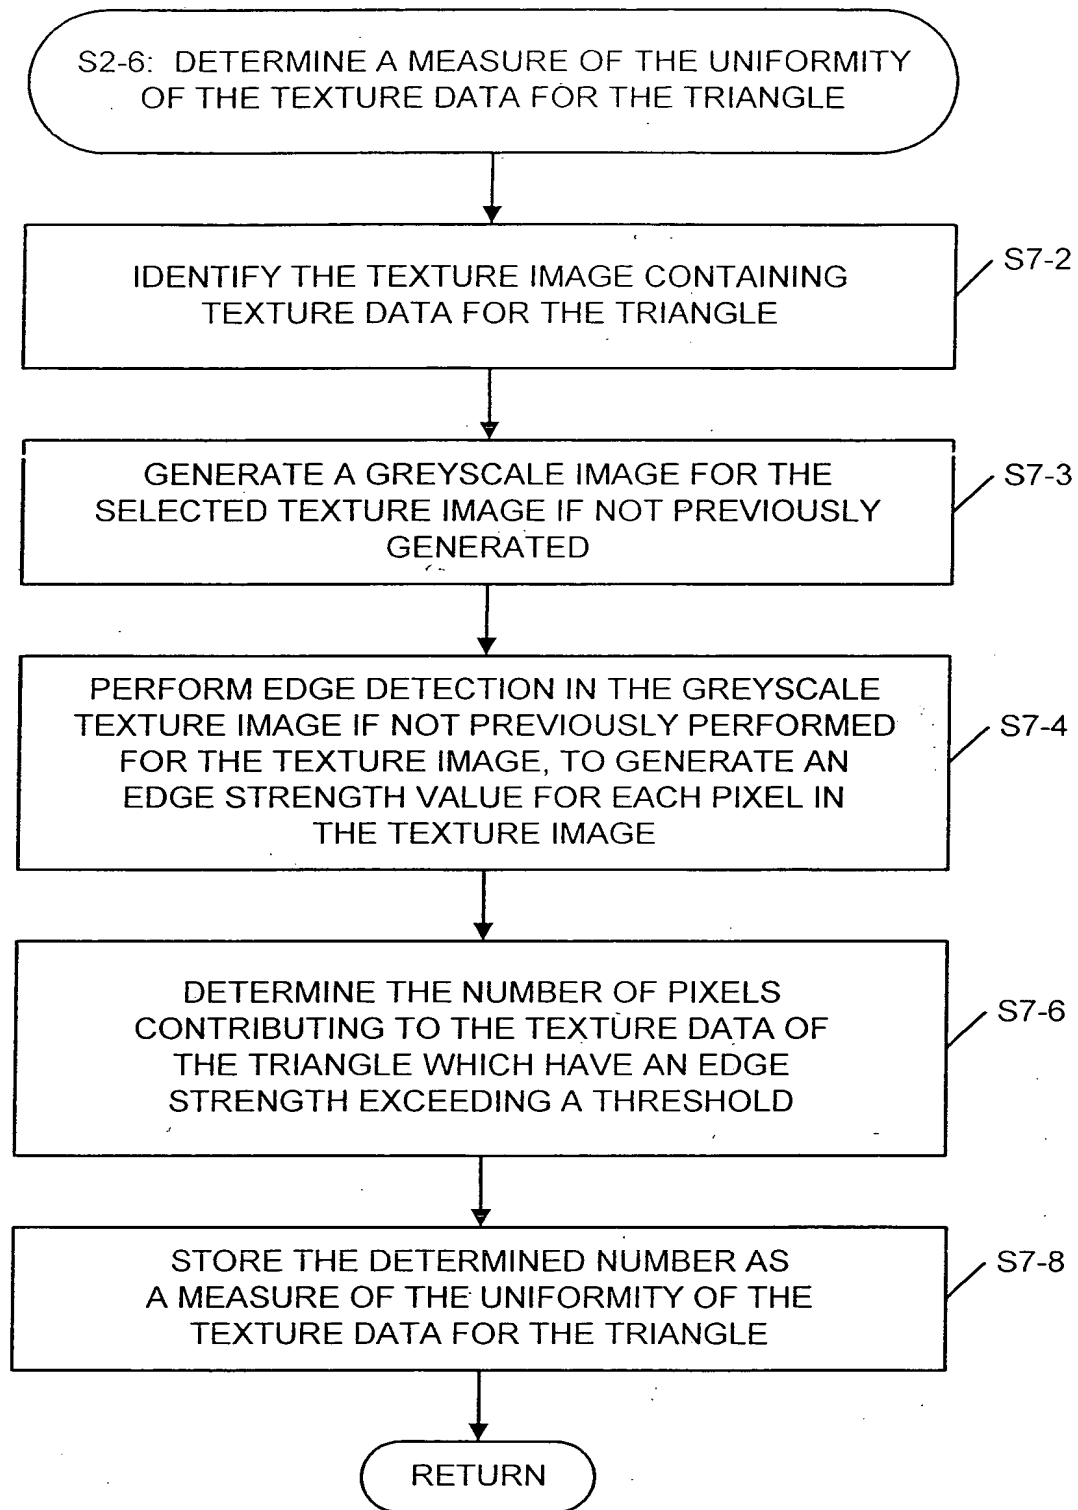 S2-6: DETERMINE A MEASURE OF THE UNIFORMITY
OF THE TEXTURE DATA FOR THE TRIANGLE
IDENTIFY THE TEXTURE IMAGE CONTAINING
TEXTURE DATA FOR THE TRIANGLE
S7-2
GENERATE A GREYSCALE IMAGE FOR THE
SELECTED TEXTURE IMAGE IF NOT PREVIOUSLY
GENERATED
S7-3
PERFORM EDGE DETECTION IN THE GREYSCALE
TEXTURE IMAGE IF NOT PREVIOUSLY PERFORMED
FOR THE TEXTURE IMAGE, TO GENERATE AN
EDGE STRENGTH VALUE FOR EACH PIXEL IN
THE TEXTURE IMAGE
S7-4
DETERMINE THE NUMBER OF PIXELS
CONTRIBUTING TO THE TEXTURE DATA OF
THE TRIANGLE WHICH HAVE AN EDGE
STRENGTH EXCEEDING A THRESHOLD
S7-6
STORE THE DETERMINED NUMBER AS
A MEASURE OF THE UNIFORMITY OF THE
TEXTURE DATA FOR THE TRIANGLE
S7-8
RETURN